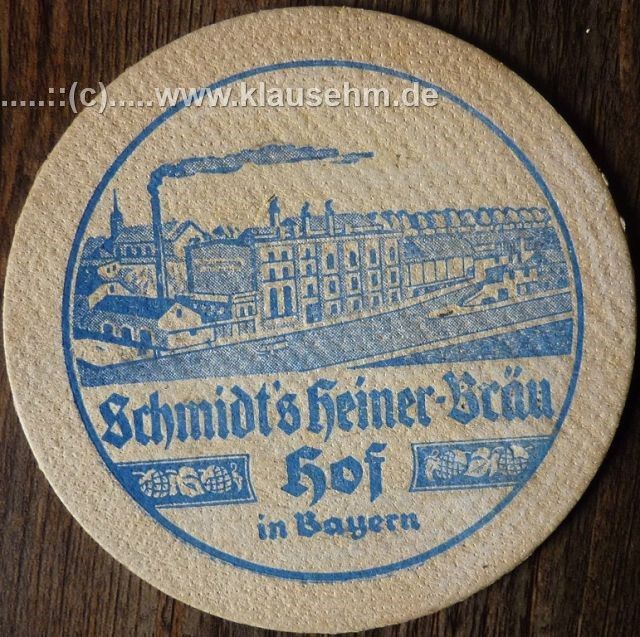 .....::(c).....www.klausehm.de
Schmidt's Heiner-Bräu
Hof
in Bayern